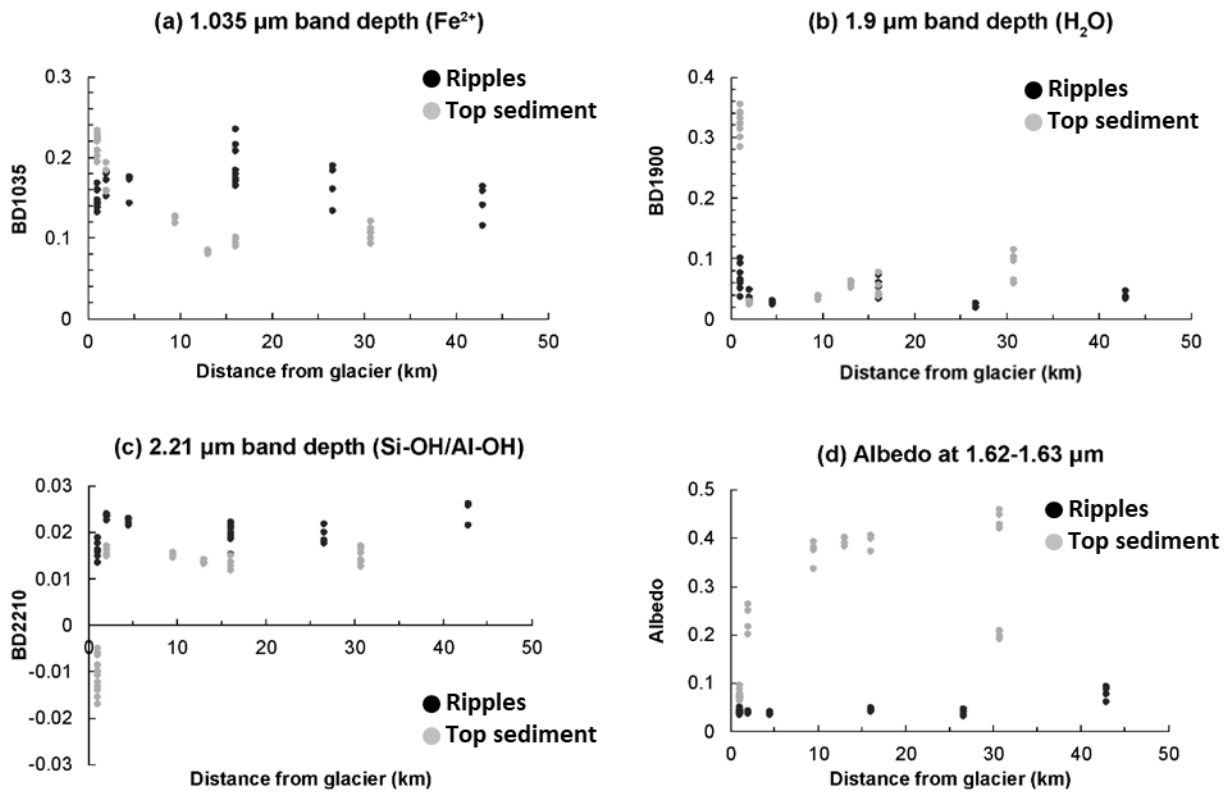 (a) 1.035 µm band depth (Fe²⁺)
0.3
0.2
0.1
0
BD1035
0 10 20 30 40 50
Distance from glacier (km)
Ripples
Top sediment
(b) 1.9 µm band depth (H₂O)
0.4
0.3
0.2
0.1
0
BD1900
0 10 20 30 40 50
Distance from glacier (km)
Ripples
Top sediment
(c) 2.21 µm band depth (Si-OH/Al-OH)
0.03
0.02
0.01
0
-0.01
-0.02
-0.03
BD2210
0 10 20 30 40 50
Distance from glacier (km)
Ripples
Top sediment
(d) Albedo at 1.62-1.63 µm
0.5
0.4
0.3
0.2
0.1
0
Albedo
0 10 20 30 40 50
Distance from glacier (km)
Ripples
Top sediment